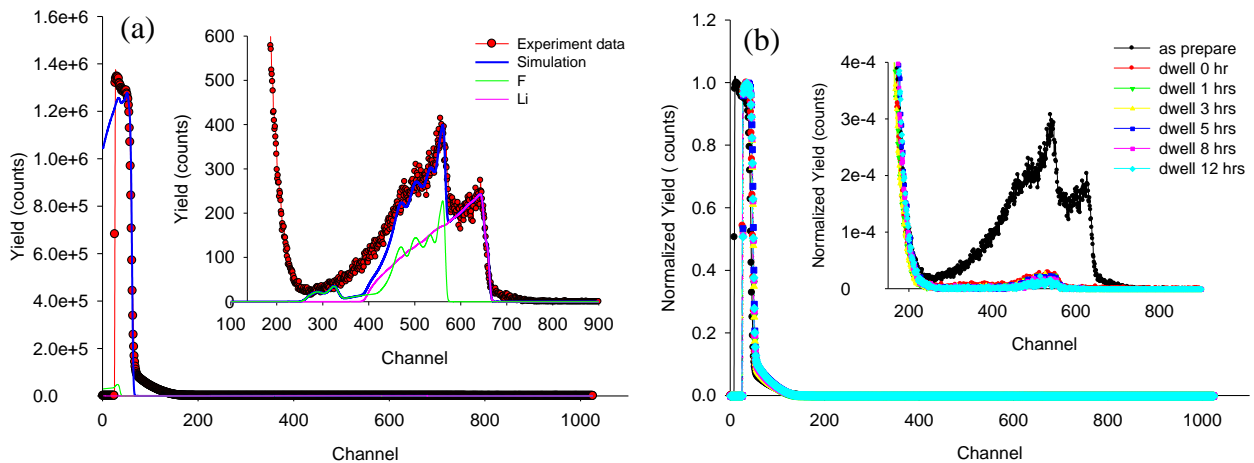 (a)
1.6e+6
1.4e+6
1.2e+6
1.0e+6
8.0e+5
6.0e+5
4.0e+5
2.0e+5
0.0
Yield (counts)
0 200 400 600 800 1000
Channel
600
500
400
300
200
100
0
Yield (counts)
100 200 300 400 500 600 700 800 900
Channel
Experiment data
Simulation
F
Li
(b)
1.2
1.0
0.8
0.6
0.4
0.2
0.0
Normalized Yield ( counts)
0 200 400 600 800 1000
Channel
4e-4
3e-4
2e-4
1e-4
0
Normalized Yield (counts)
200 400 600 800
Channel
as prepare
dwell 0 hr
dwell 1 hrs
dwell 3 hrs
dwell 5 hrs
dwell 8 hrs
dwell 12 hrs